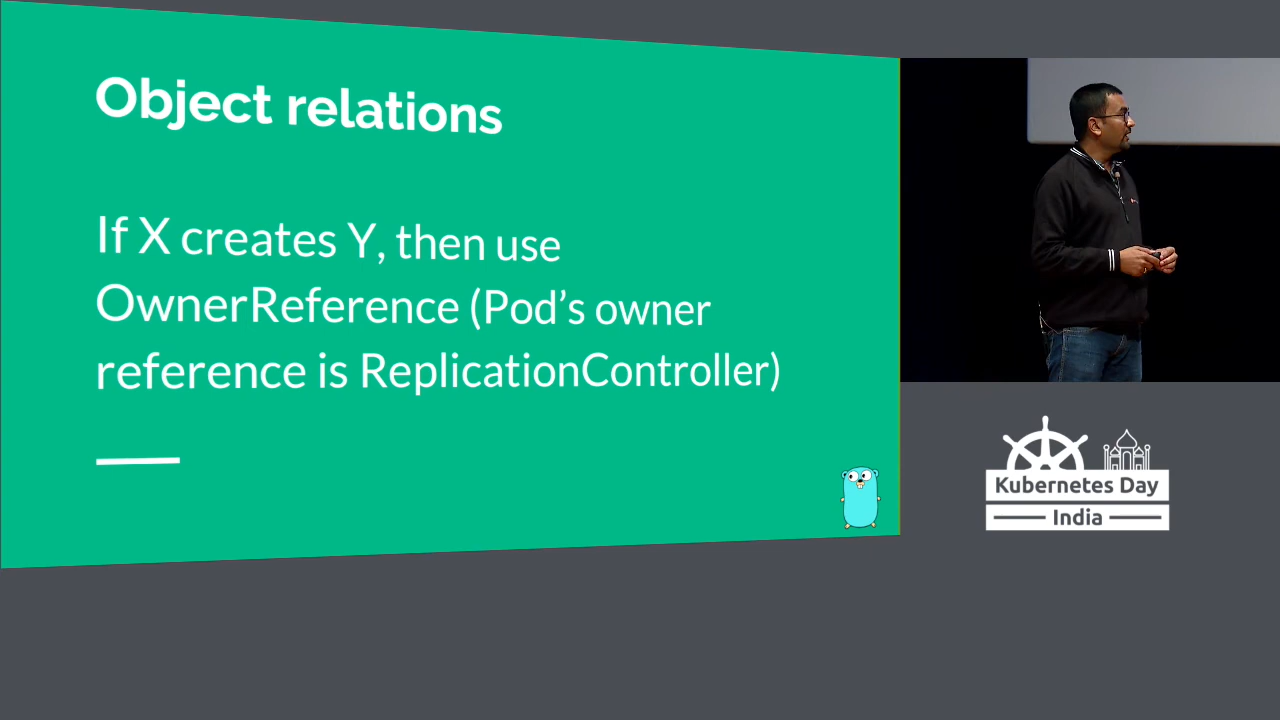 Object relations
If X creates Y, then use
OwnerReference (Pod’s owner
reference is ReplicationController)
Kubernetes Day
India